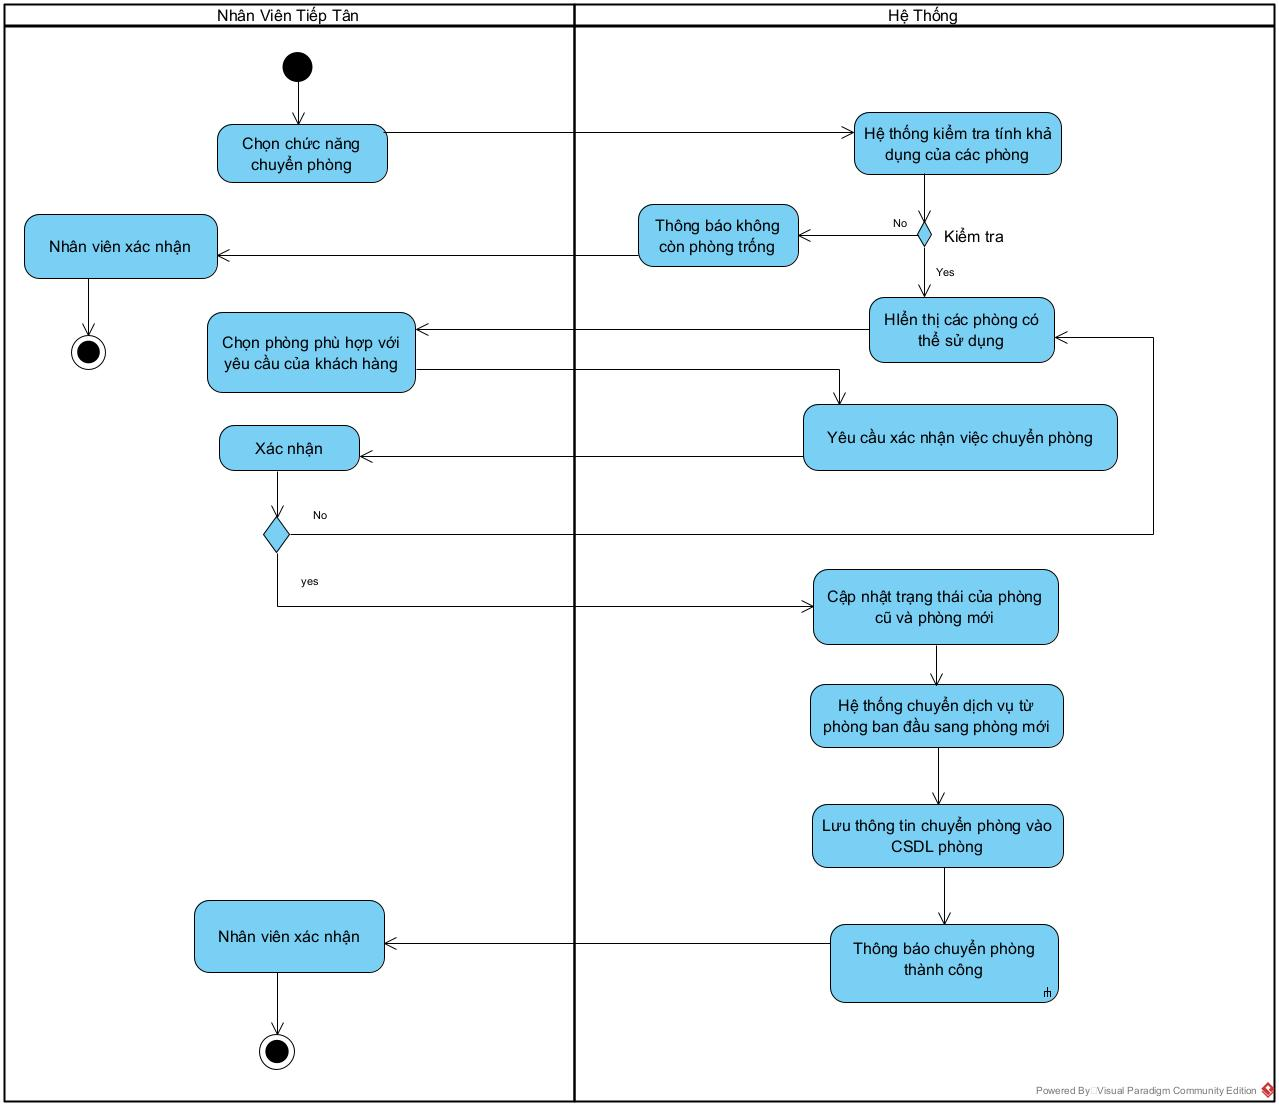 Nhân Viên Tiếp Tân
Hệ Thống
Chọn chức năng
chuyển phòng
Hệ thống kiểm tra tính khả
dụng của các phòng
Nhân viên xác nhận
Thông báo không
còn phòng trống
No
Kiểm tra
Yes
HIển thị các phòng có
thể sử dụng
Chọn phòng phù hợp với
yêu cầu của khách hàng
Yêu cầu xác nhận việc chuyển phòng
Xác nhận
No
yes
Cập nhật trạng thái của phòng
cũ và phòng mới
Hệ thống chuyển dịch vụ từ
phòng ban đầu sang phòng mới
Lưu thông tin chuyển phòng vào
CSDL phòng
Nhân viên xác nhận
Thông báo chuyển phòng
thành công
Powered By Visual Paradigm Community Edition